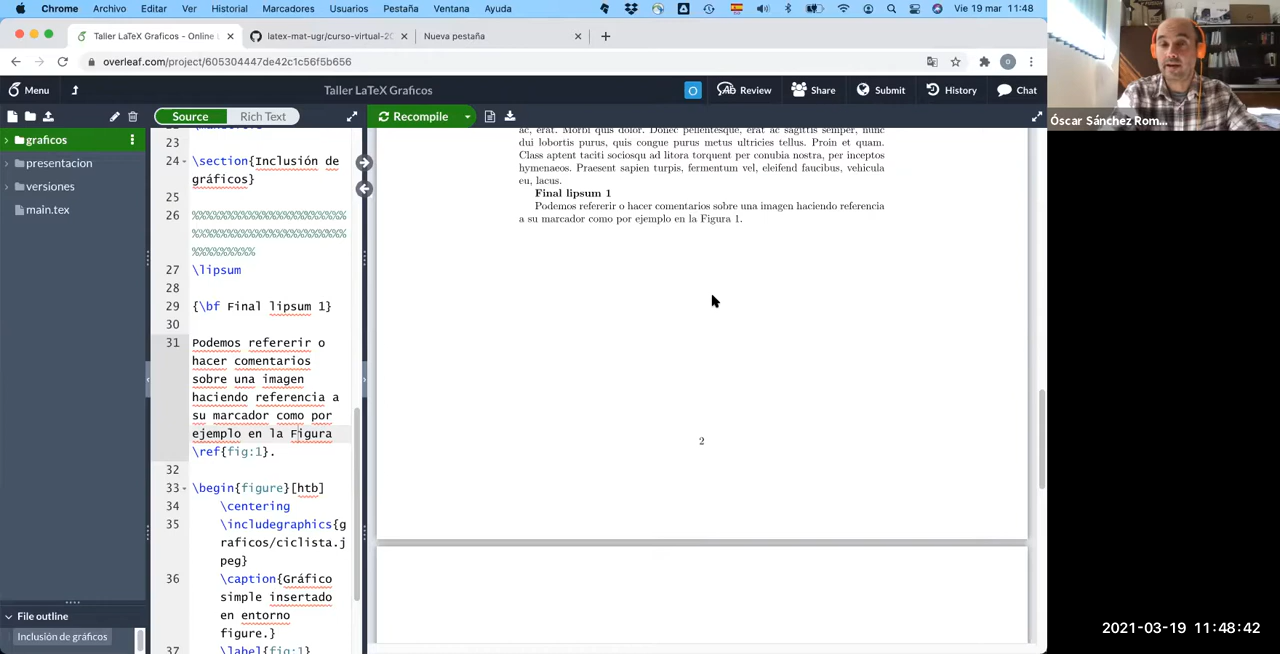 Chrome Archivo Editar Ver Historial Marcadores Usuarios Pestaña Ventana Ayuda Vie 19 mar 11:48
Taller LaTeX Graficos - Online L latex-mat-ugr/curso-virtual-20 Nueva pestaña
overleaf.com/project/605304447de42c1c56f5b656
Menu Taller LaTeX Graficos O Review Share Submit History Chat
Source Rich Text Recompile
graficos
presentacion
versiones
main.tex
File outline
Inclusión de gráficos
23
24 \section{Inclusión de
gráficos}
25
26 %%%%%%%%%%%%%%%%%%%%%%
%%%%%%%%%%%%%%%%%%%%%%
%%%%%%%%%
27 \lipsum
28
29 {\bf Final lipsum 1}
30
31 Podemos refererir o
hacer comentarios
sobre una imagen
haciendo referencia a
su marcador como por
ejemplo en la Figura
\ref{fig:1}.
32
33 \begin{figure}[htb]
34 \centering
35 \includegraphics{g
raficos/ciclista.j
peg}
36 \caption{Gráfico
simple insertado
en entorno
figure.}
37 \label{fig:1}
ac, erat. Morbi quis dolor. Donec pellentesque, erat ac sagittis semper, nunc
dui lobortis purus, quis congue purus metus ultricies tellus. Proin et quam.
Class aptent taciti sociosqu ad litora torquent per conubia nostra, per inceptos
hymenaeos. Praesent sapien turpis, fermentum vel, eleifend faucibus, vehicula
eu, lacus.
Final lipsum 1
Podemos refererir o hacer comentarios sobre una imagen haciendo referencia
a su marcador como por ejemplo en la Figura 1.
2
Óscar Sánchez Rom...
2021-03-19 11:48:42